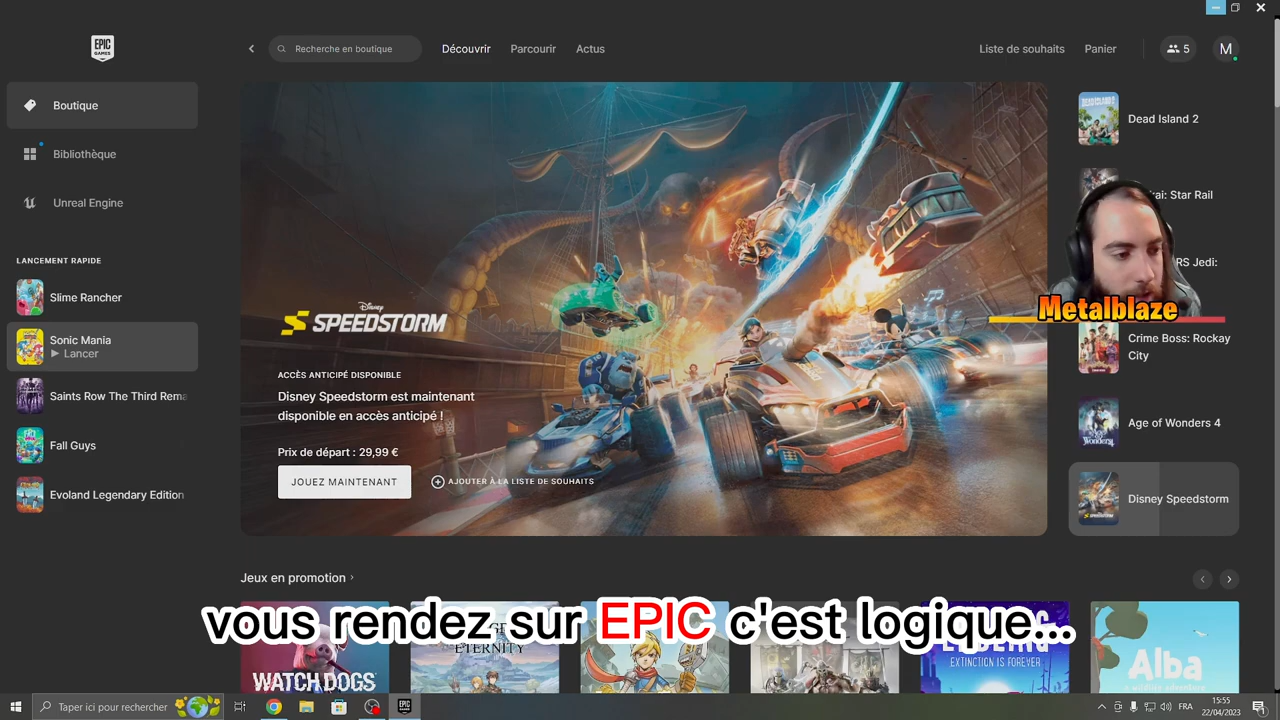 EPIC
GAMES
Recherche en boutique
Découvrir
Parcourir
Actus
Liste de souhaits
Panier
5
M
Boutique
Bibliothèque
Unreal Engine
LANCEMENT RAPIDE
Slime Rancher
Sonic Mania
Lancer
Saints Row The Third Rema
Fall Guys
Evoland Legendary Edition
Disney
SPEEDSTORM
ACCÈS ANTICIPÉ DISPONIBLE
Disney Speedstorm est maintenant
disponible en accès anticipé !
Prix de départ : 29,99 €
JOUEZ MAINTENANT
AJOUTER À LA LISTE DE SOUHAITS
Dead Island 2
Star Rail
Jedi:
Metalblaze
Crime Boss: Rockay
City
Age of Wonders 4
Disney Speedstorm
Jeux en promotion
vous rendez sur EPIC c'est logique...
WATCH DOGS
ETERNITY
EXTINCTION IS FOREVER
Alba
Taper ici pour rechercher
EPIC
FRA
15:55
22/04/2023
1